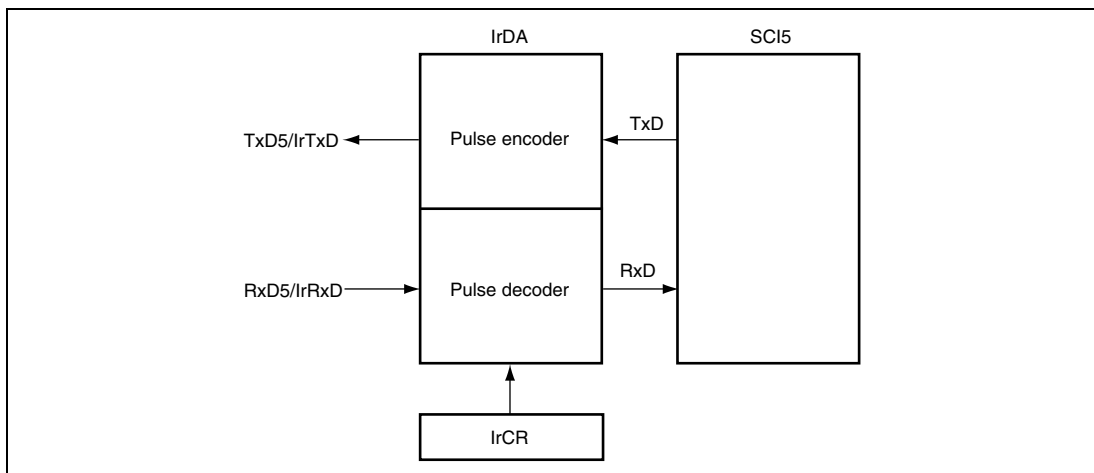 IrDA
SCI5
TxD5/IrTxD
Pulse encoder
TxD
RxD5/IrRxD
Pulse decoder
RxD
IrCR